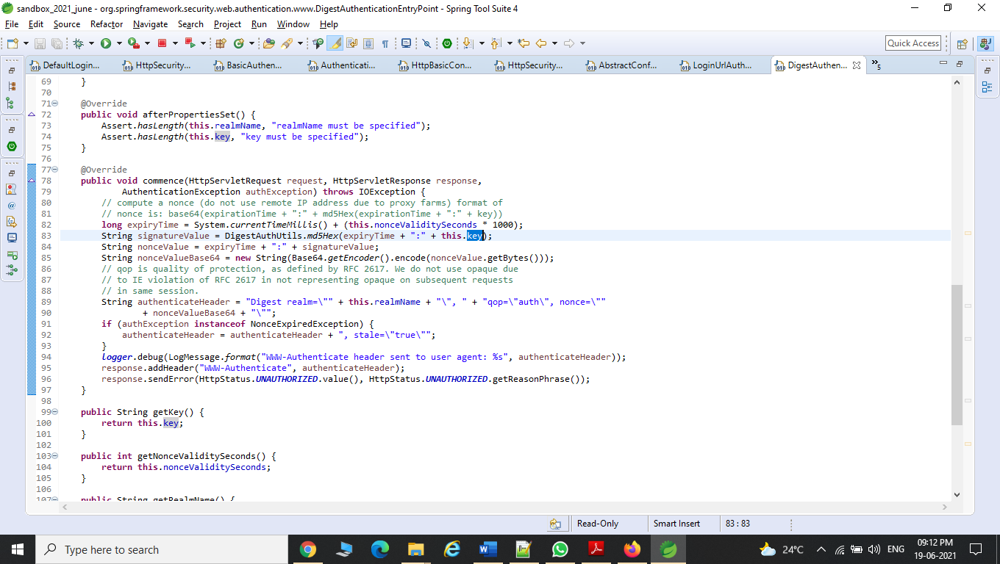 sandbox_2021_june - org.springframework.security.web.authentication.www.DigestAuthenticationEntryPoint - Spring Tool Suite 4
File Edit Source Refactor Navigate Search Project Run Window Help
Quick Access
DefaultLogin... HttpSecurity... BasicAuthen... Authenticati... HttpBasicCon... HttpSecurity... AbstractConf... LoginUrlAuth... DigestAuthen... »5
69 }
70
71 @Override
72 public void afterPropertiesSet() {
73 Assert.hasLength(this.realmName, "realmName must be specified");
74 Assert.hasLength(this.key, "key must be specified");
75 }
76
77 @Override
78 public void commence(HttpServletRequest request, HttpServletResponse response,
79 AuthenticationException authException) throws IOException {
80 // compute a nonce (do not use remote IP address due to proxy farms) format of
81 // nonce is: base64(expirationTime + ":" + md5Hex(expirationTime + ":" + key))
82 long expiryTime = System.currentTimeMillis() + (this.nonceValiditySeconds * 1000);
83 String signatureValue = DigestAuthUtils.md5Hex(expiryTime + ":" + this.key);
84 String nonceValue = expiryTime + ":" + signatureValue;
85 String nonceValueBase64 = new String(Base64.getEncoder().encode(nonceValue.getBytes()));
86 // qop is quality of protection, as defined by RFC 2617. We do not use opaque due
87 // to IE violation of RFC 2617 in not representing opaque on subsequent requests
88 // in same session.
89 String authenticateHeader = "Digest realm=\"" + this.realmName + "\", " + "qop=\"auth\", nonce=\""
90 + nonceValueBase64 + "\"";
91 if (authException instanceof NonceExpiredException) {
92 authenticateHeader = authenticateHeader + ", stale=\"true\"";
93 }
94 logger.debug(LogMessage.format("WWW-Authenticate header sent to user agent: %s", authenticateHeader));
95 response.addHeader("WWW-Authenticate", authenticateHeader);
96 response.sendError(HttpStatus.UNAUTHORIZED.value(), HttpStatus.UNAUTHORIZED.getReasonPhrase());
97 }
98
99 public String getKey() {
100 return this.key;
101 }
102
103 public int getNonceValiditySeconds() {
104 return this.nonceValiditySeconds;
105 }
106
107 public String getRealmName() {
Read-Only Smart Insert 83 : 83
Type here to search
24°C ENG 09:12 PM
19-06-2021